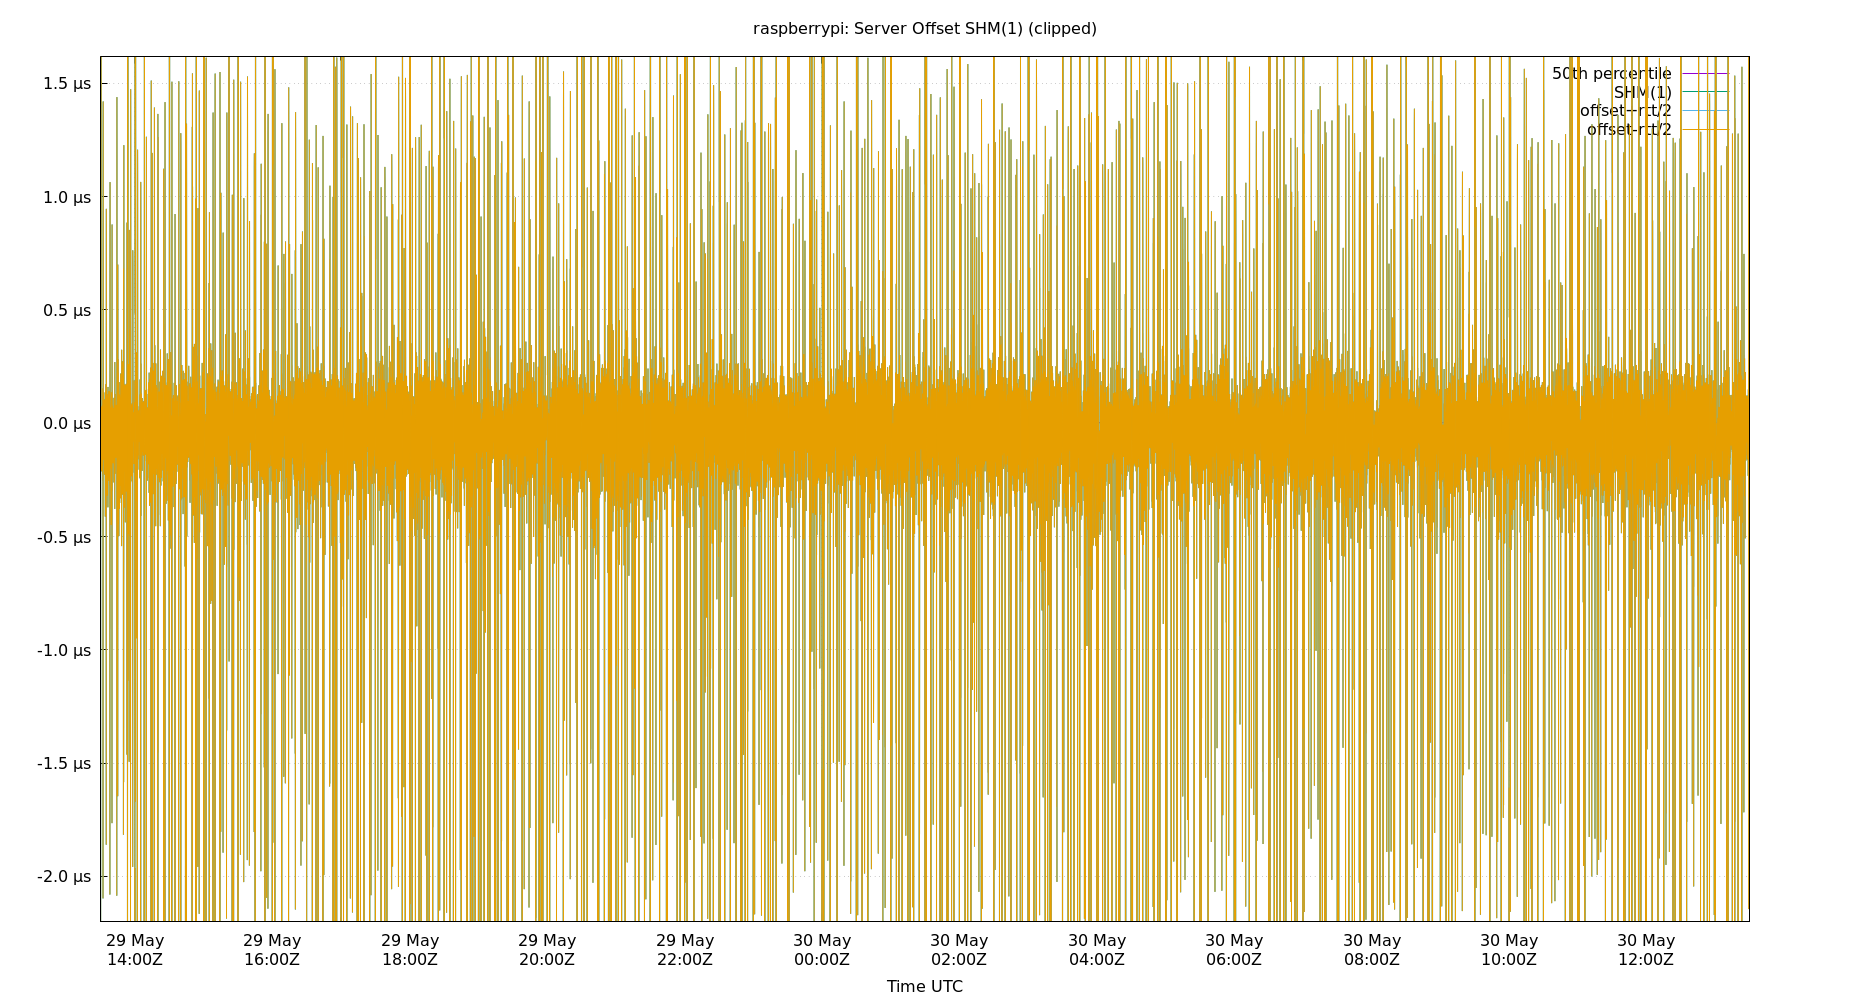 raspberrypi: Server Offset SHM(1) (clipped)
50th percentile
SHM(1)
offset+rtt/2
offset-rtt/2
1.5 µs
1.0 µs
0.5 µs
0.0 µs
-0.5 µs
-1.0 µs
-1.5 µs
-2.0 µs
29 May 29 May 29 May 29 May 29 May 30 May 30 May 30 May 30 May 30 May 30 May 30 May
14:00Z 16:00Z 18:00Z 20:00Z 22:00Z 00:00Z 02:00Z 04:00Z 06:00Z 08:00Z 10:00Z 12:00Z
Time UTC